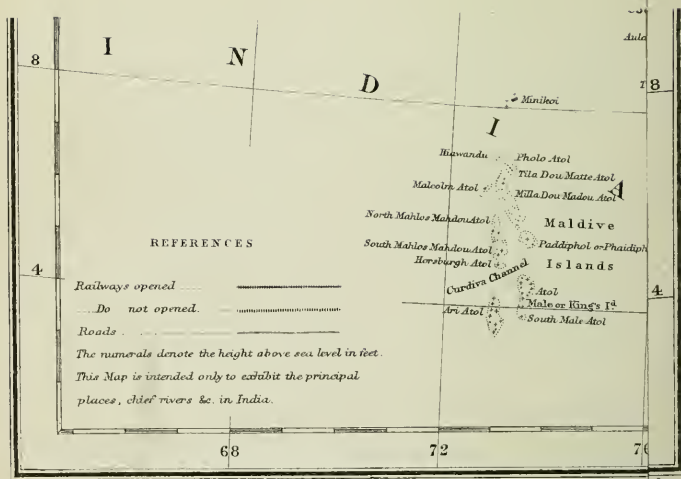 Aulo
8
I N D I A
8
Minikoi
Hiawandu
Pholo Atol
Tila Dou Matte Atol
Malcolm Atol
Milla Dou Madou Atol
North Mahlos Mahdou Atol
Maldive
REFERENCES
South Mahlos Mahdou Atol
Paddiphol or Phaidiph
Horsburgh Atol
Islands
4
Curdiva Channel
Railways opened
Atol
4
Do not opened.
Male or King's Id.
Ari Atol
South Male Atol
Roads
The numerals denote the height above sea level in feet.
This Map is intended only to exhibit the principal
places, chief rivers &c. in India.
68
72